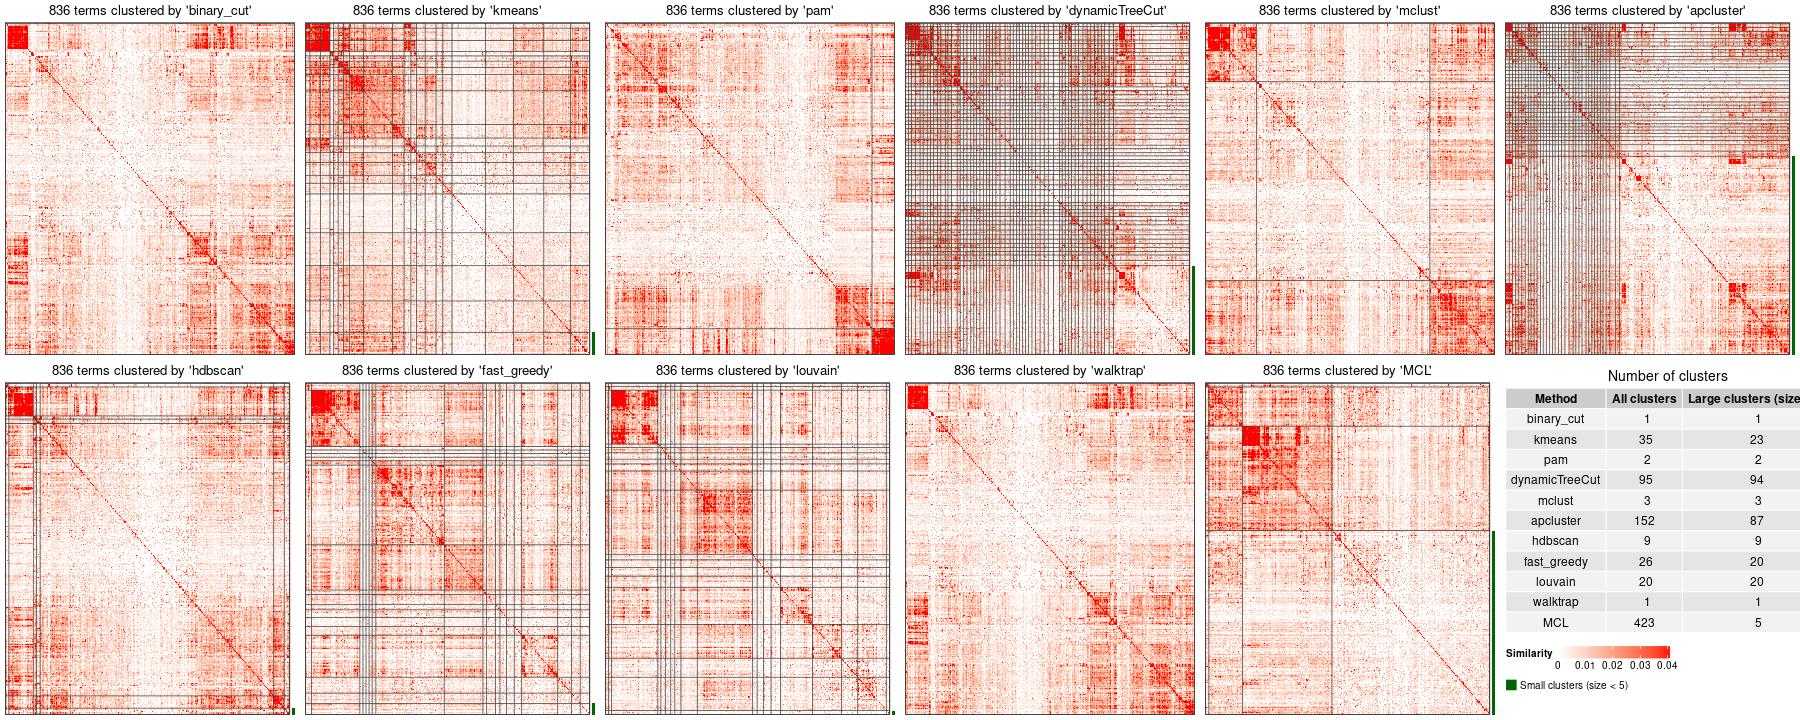 836 terms clustered by 'binary_cut'
836 terms clustered by 'kmeans'
836 terms clustered by 'pam'
836 terms clustered by 'dynamicTreeCut'
836 terms clustered by 'mclust'
836 terms clustered by 'apcluster'
836 terms clustered by 'hdbscan'
836 terms clustered by 'fast_greedy'
836 terms clustered by 'louvain'
836 terms clustered by 'walktrap'
836 terms clustered by 'MCL'
Number of clusters
Method All clusters Large clusters (size
binary_cut 1 1
kmeans 35 23
pam 2 2
dynamicTreeCut 95 94
mclust 3 3
apcluster 152 87
hdbscan 9 9
fast_greedy 26 20
louvain 20 20
walktrap 1 1
MCL 423 5
Similarity
0 0.01 0.02 0.03 0.04
Small clusters (size < 5)